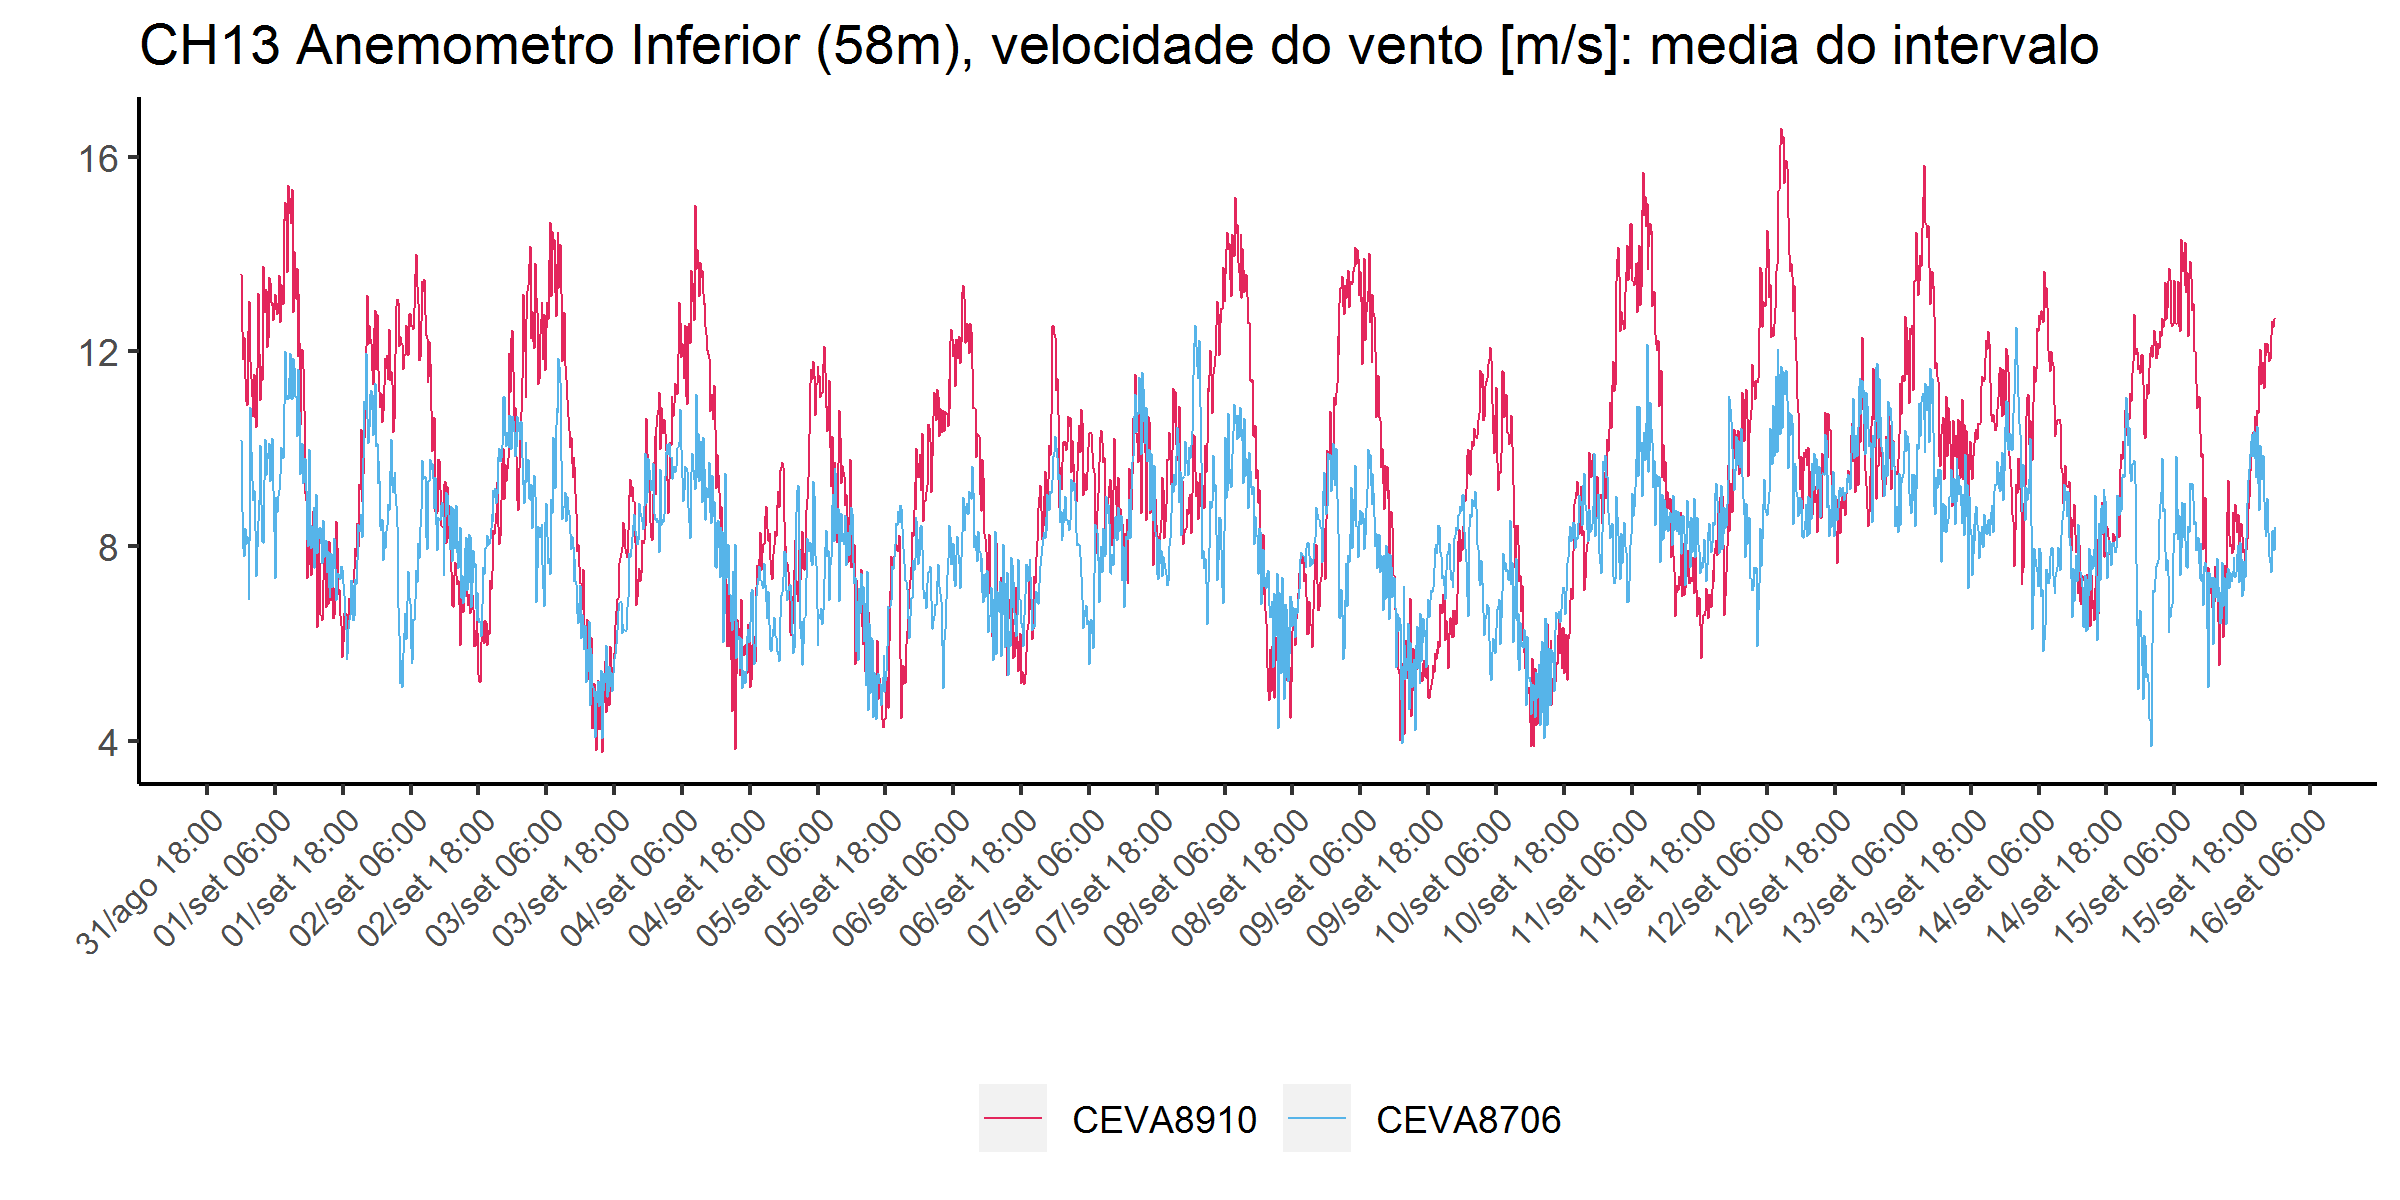 CH13 Anemometro Inferior (58m), velocidade do vento [m/s]: media do intervalo
16
12
8
4
31/ago 18:00
01/set 06:00
01/set 18:00
02/set 06:00
02/set 18:00
03/set 06:00
03/set 18:00
04/set 06:00
04/set 18:00
05/set 06:00
05/set 18:00
06/set 06:00
06/set 18:00
07/set 06:00
07/set 18:00
08/set 06:00
08/set 18:00
09/set 06:00
09/set 18:00
10/set 06:00
10/set 18:00
11/set 06:00
11/set 18:00
12/set 06:00
12/set 18:00
13/set 06:00
13/set 18:00
14/set 06:00
14/set 18:00
15/set 06:00
15/set 18:00
16/set 06:00
CEVA8910 CEVA8706